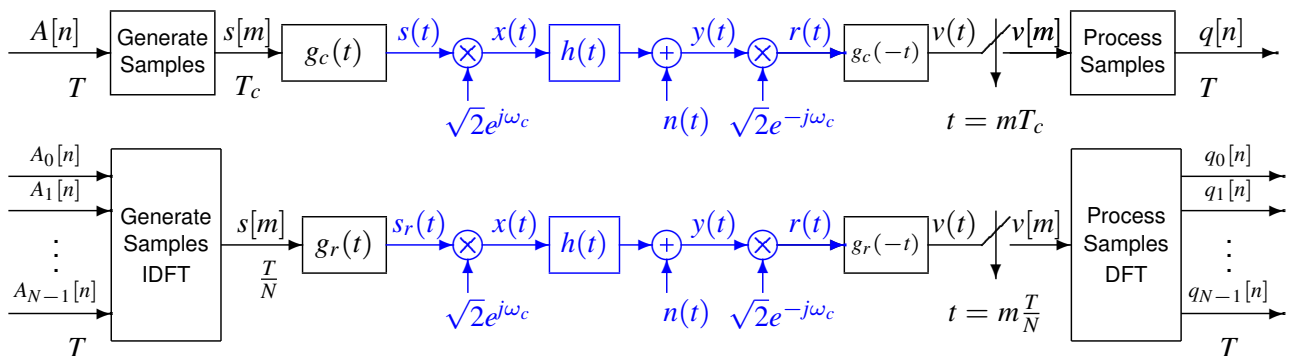 A[n] Generate Samples s[m] g_c(t) s(t) ⊗ x(t) h(t) + y(t) ⊗ r(t) g_c(−t) v(t) v[m] Process Samples q[n]
T T_c √2e^{jω_c} n(t) √2e^{−jω_c} t = mT_c T
A_0[n] q_0[n]
A_1[n] q_1[n]
⋮ Generate Samples IDFT s[m] g_r(t) s_r(t) ⊗ x(t) h(t) + y(t) ⊗ r(t) g_r(−t) v(t) v[m] Process Samples DFT ⋮
T/N
A_{N−1}[n] √2e^{jω_c} n(t) √2e^{−jω_c} t = m T/N q_{N−1}[n]
T T